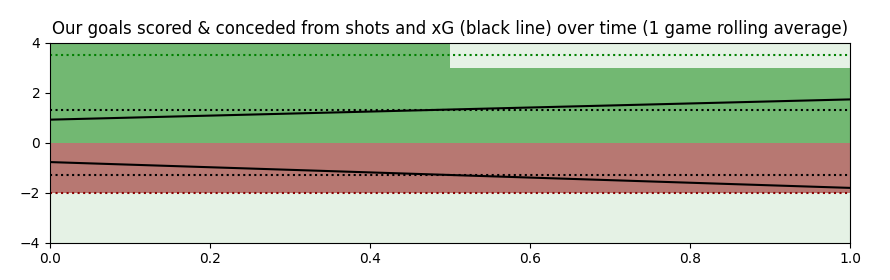 Our goals scored & conceded from shots and xG (black line) over time (1 game rolling average)
4
2
0
−2
−4
0.0 0.2 0.4 0.6 0.8 1.0